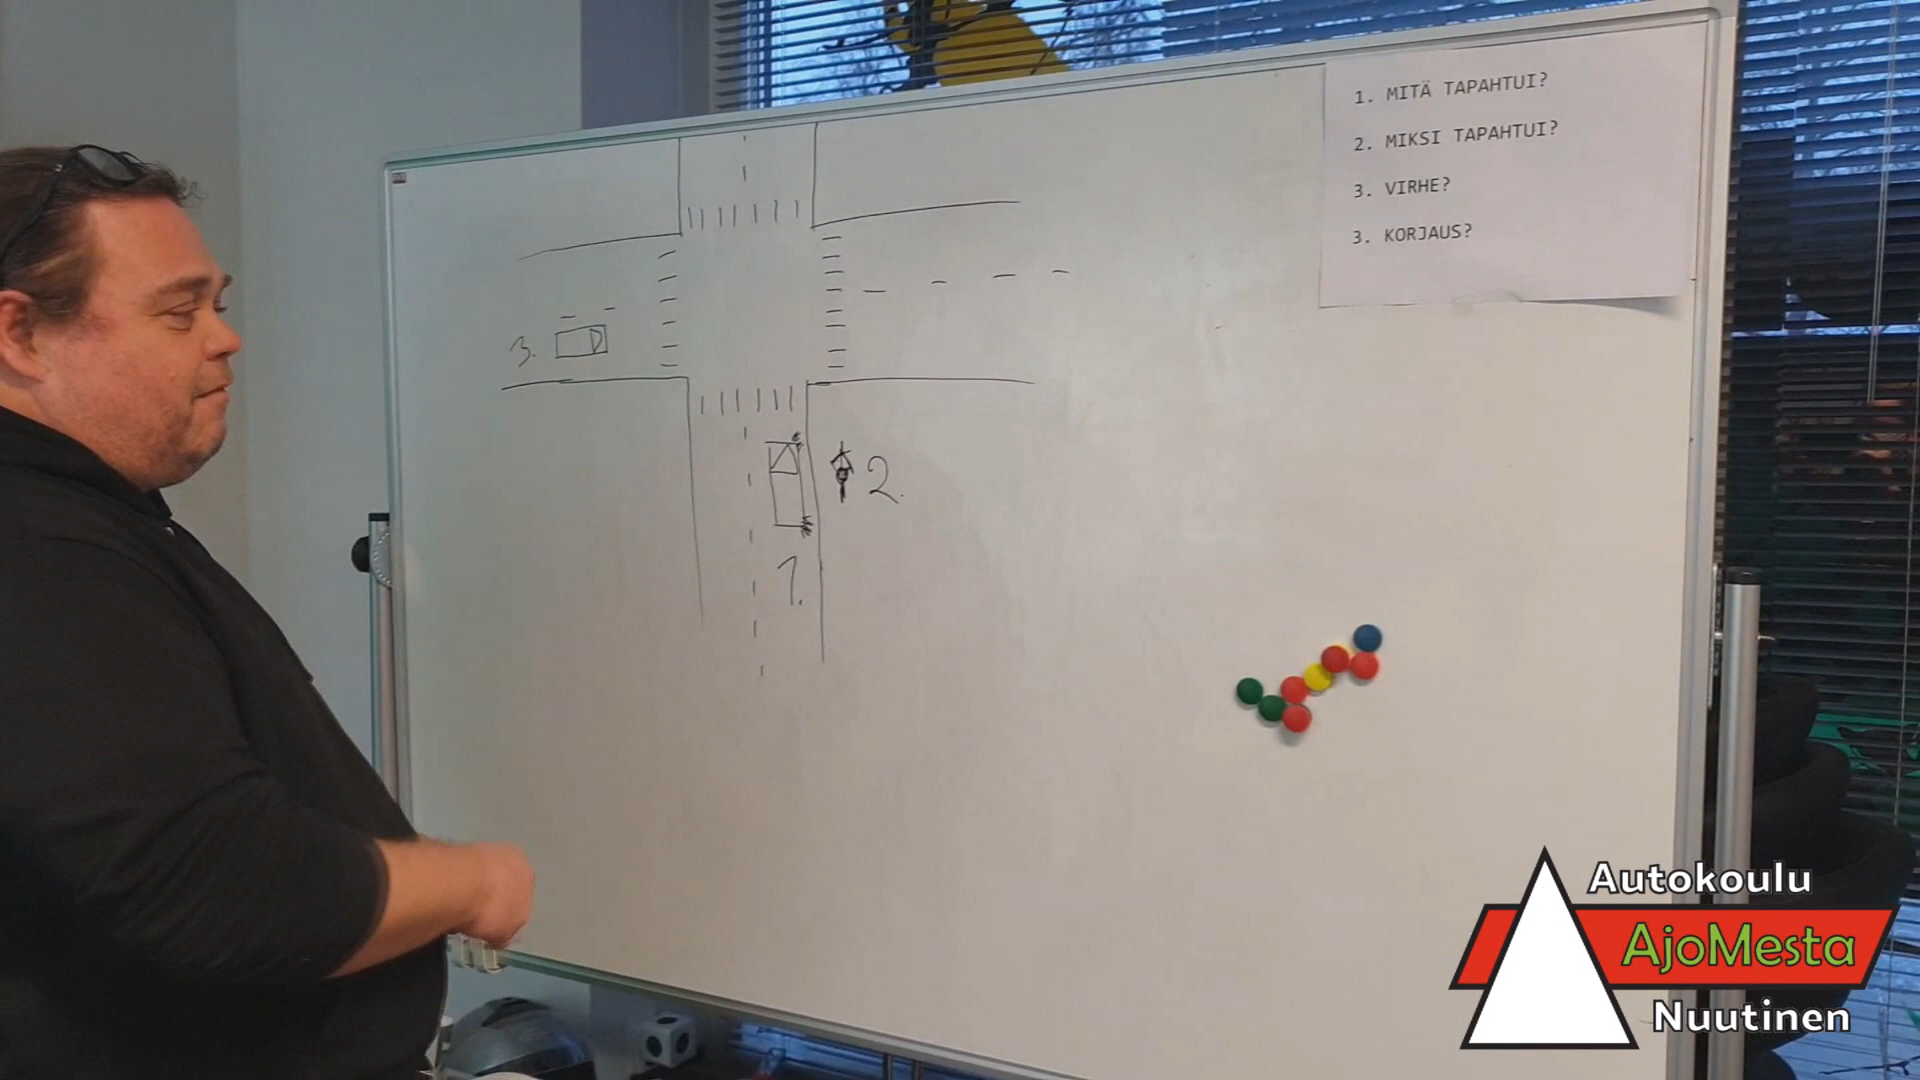 1. MITÄ TAPAHTUI?
2. MIKSI TAPAHTUI?
3. VIRHE?
3. KORJAUS?
3.
2.
1.
Autokoulu
AjoMesta
Nuutinen